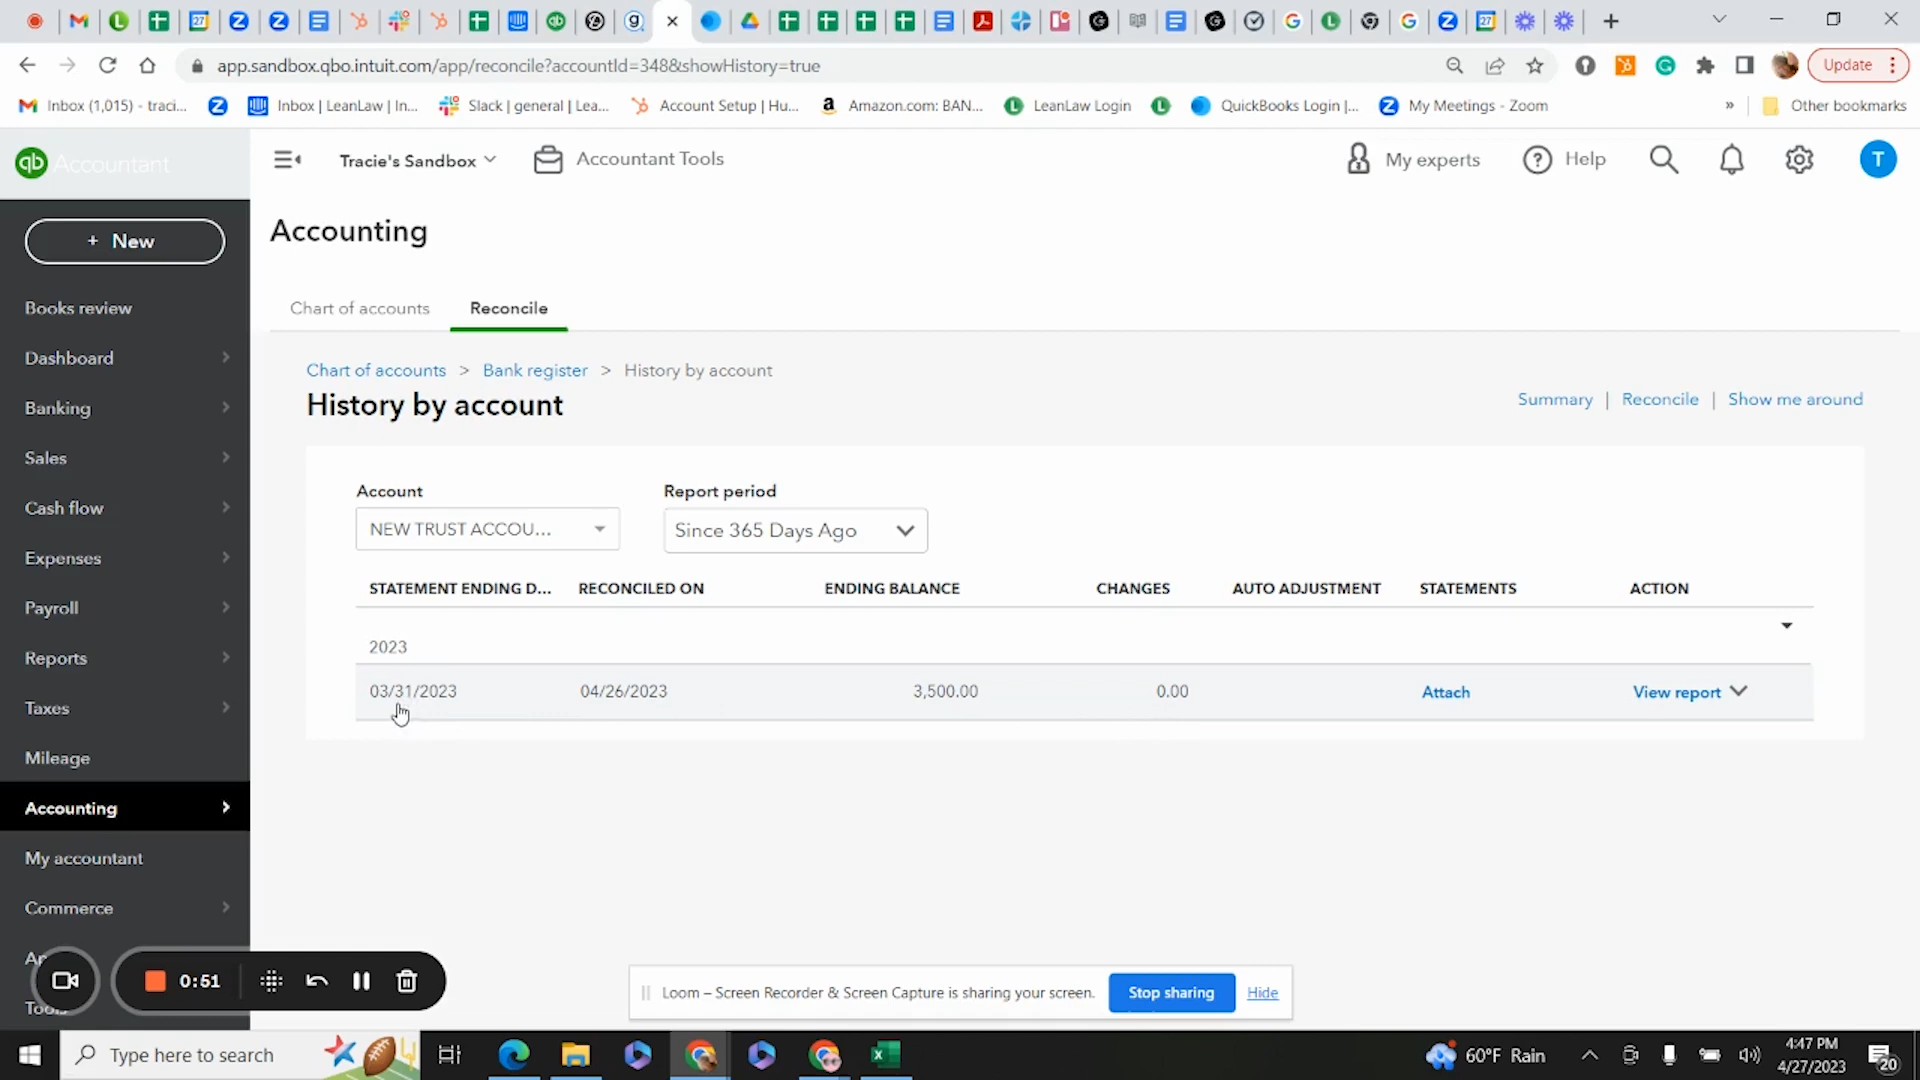 app.sandbox.qbo.intuit.com/app/reconcile?accountId=348&showHistory=true
Update
Inbox (1,015) - traci...
Inbox | LeanLaw | In...
Slack | general | Lea...
Account Setup | Hu...
Amazon.com: BAN...
LeanLaw Login
QuickBooks Login |...
My Meetings - Zoom
»
Other bookmarks
qb Accountant
Tracie's Sandbox
Accountant Tools
My experts
Help
T
+ New
Accounting
Books review
Dashboard
Banking
Sales
Cash flow
Expenses
Payroll
Reports
Taxes
Mileage
Accounting
My accountant
Commerce
Chart of accounts
Reconcile
Chart of accounts > Bank register > History by account
History by account
Summary | Reconcile | Show me around
Account
Report period
NEW TRUST ACCOU...
Since 365 Days Ago
STATEMENT ENDING D... RECONCILED ON ENDING BALANCE CHANGES AUTO ADJUSTMENT STATEMENTS ACTION
2023
03/31/2023 04/26/2023 3,500.00 0.00 Attach View report
0:51
Loom – Screen Recorder & Screen Capture is sharing your screen.
Stop sharing
Hide
Type here to search
60°F Rain
4:47 PM
4/27/2023
20